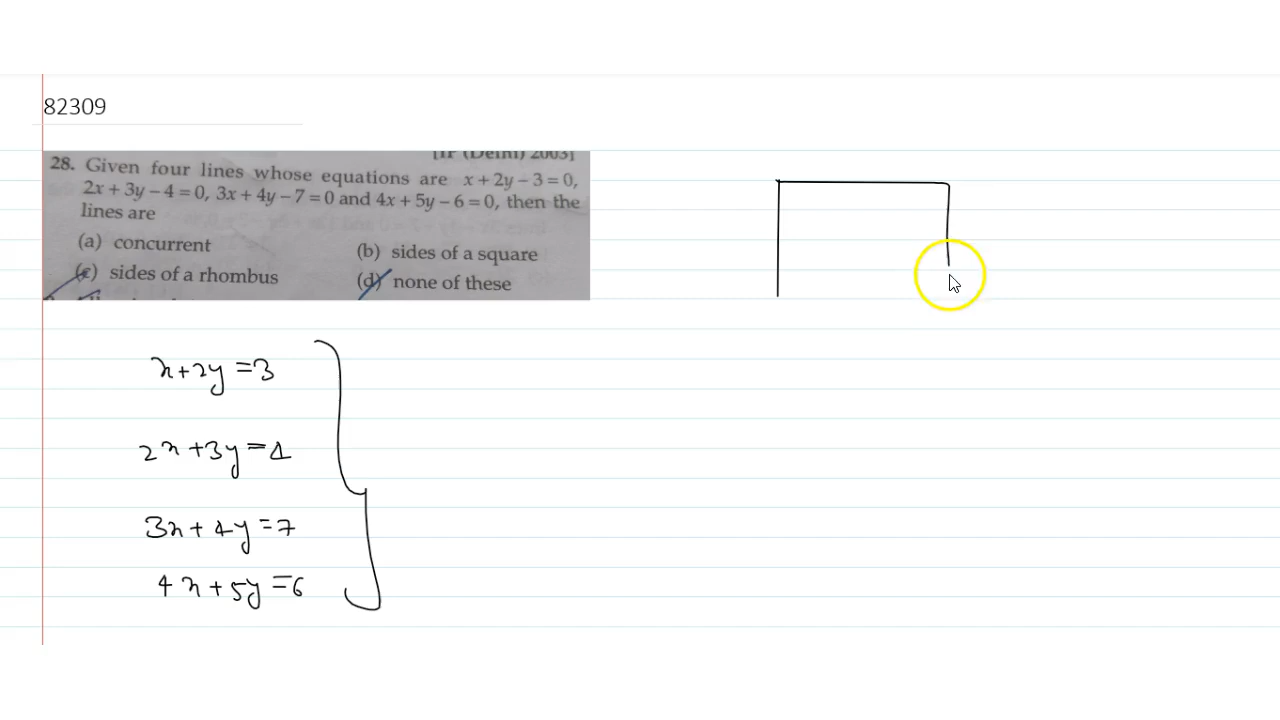 82309
[IP (Delhi) 2003]
28. Given four lines whose equations are x + 2y – 3 = 0,
2x + 3y – 4 = 0, 3x + 4y – 7 = 0 and 4x + 5y – 6 = 0, then the
lines are
(a) concurrent (b) sides of a square
(c) sides of a rhombus (d) none of these
x+2y =3
2x +3y =4
3x + 4y =7
4x + 5y =6